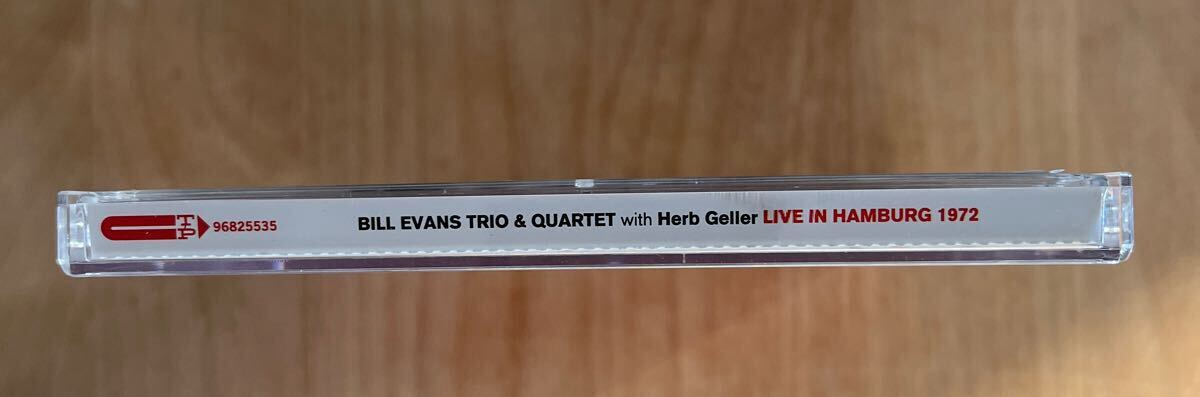 96825535 BILL EVANS TRIO & QUARTET with Herb Geller LIVE IN HAMBURG 1972